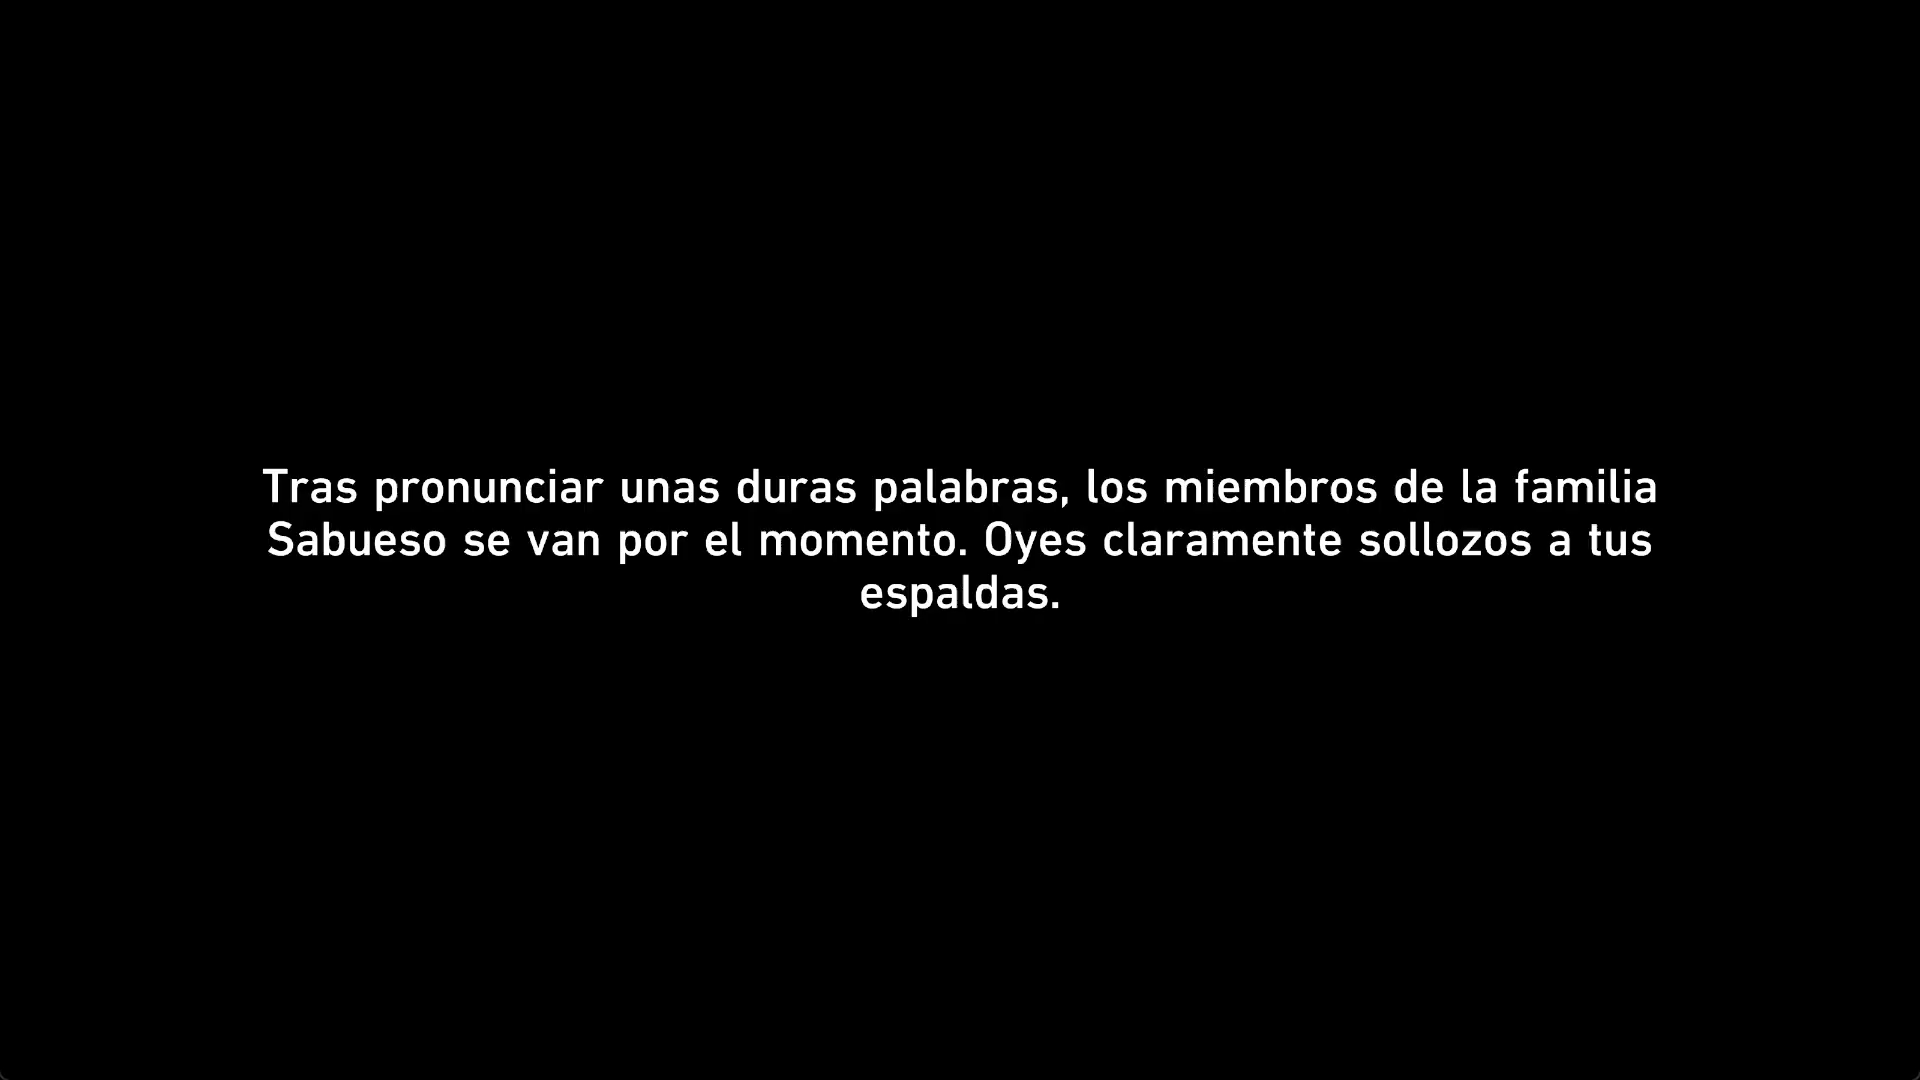 Tras pronunciar unas duras palabras, los miembros de la familia
Sabueso se van por el momento. Oyes claramente sollozos a tus
espaldas.